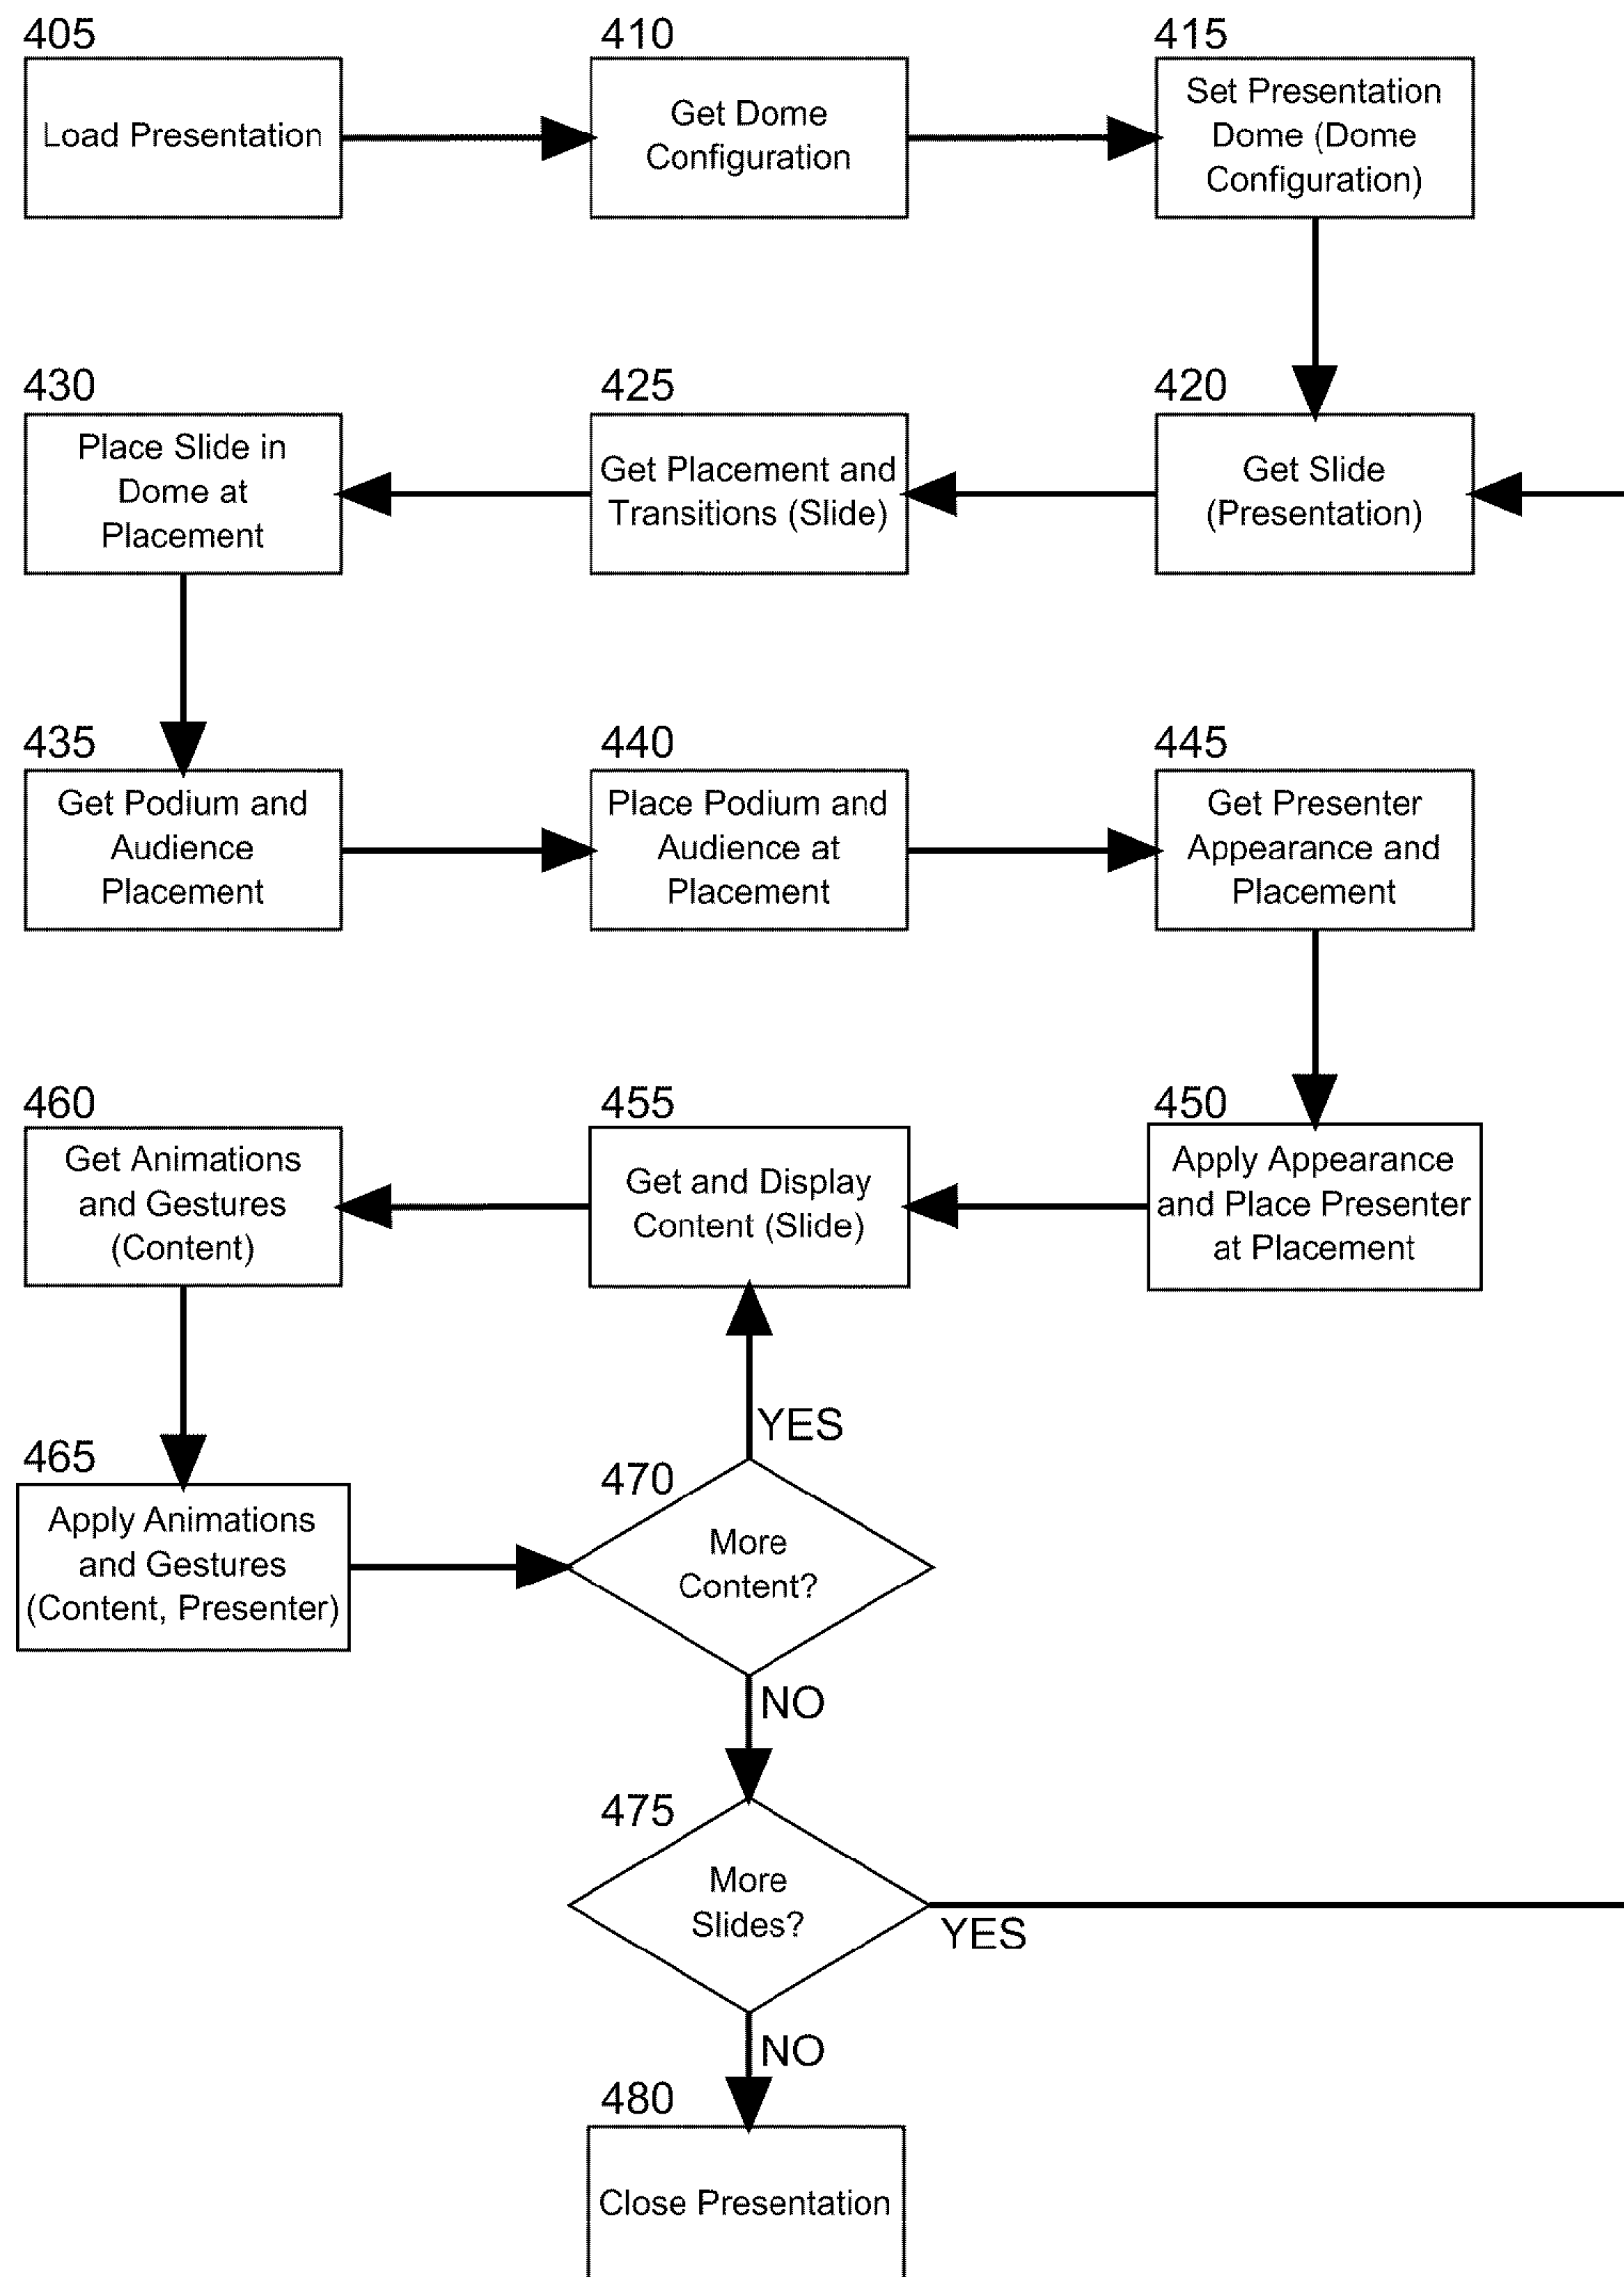 405
Load Presentation
410
Get Dome
Configuration
415
Set Presentation
Dome (Dome
Configuration)
430
Place Slide in
Dome at
Placement
425
Get Placement and
Transitions (Slide)
420
Get Slide
(Presentation)
435
Get Podium and
Audience
Placement
440
Place Podium and
Audience at
Placement
445
Get Presenter
Appearance and
Placement
460
Get Animations
and Gestures
(Content)
455
Get and Display
Content (Slide)
450
Apply Appearance
and Place Presenter
at Placement
YES
465
Apply Animations
and Gestures
(Content, Presenter)
470
More
Content?
NO
475
More
Slides?
YES
NO
480
Close Presentation